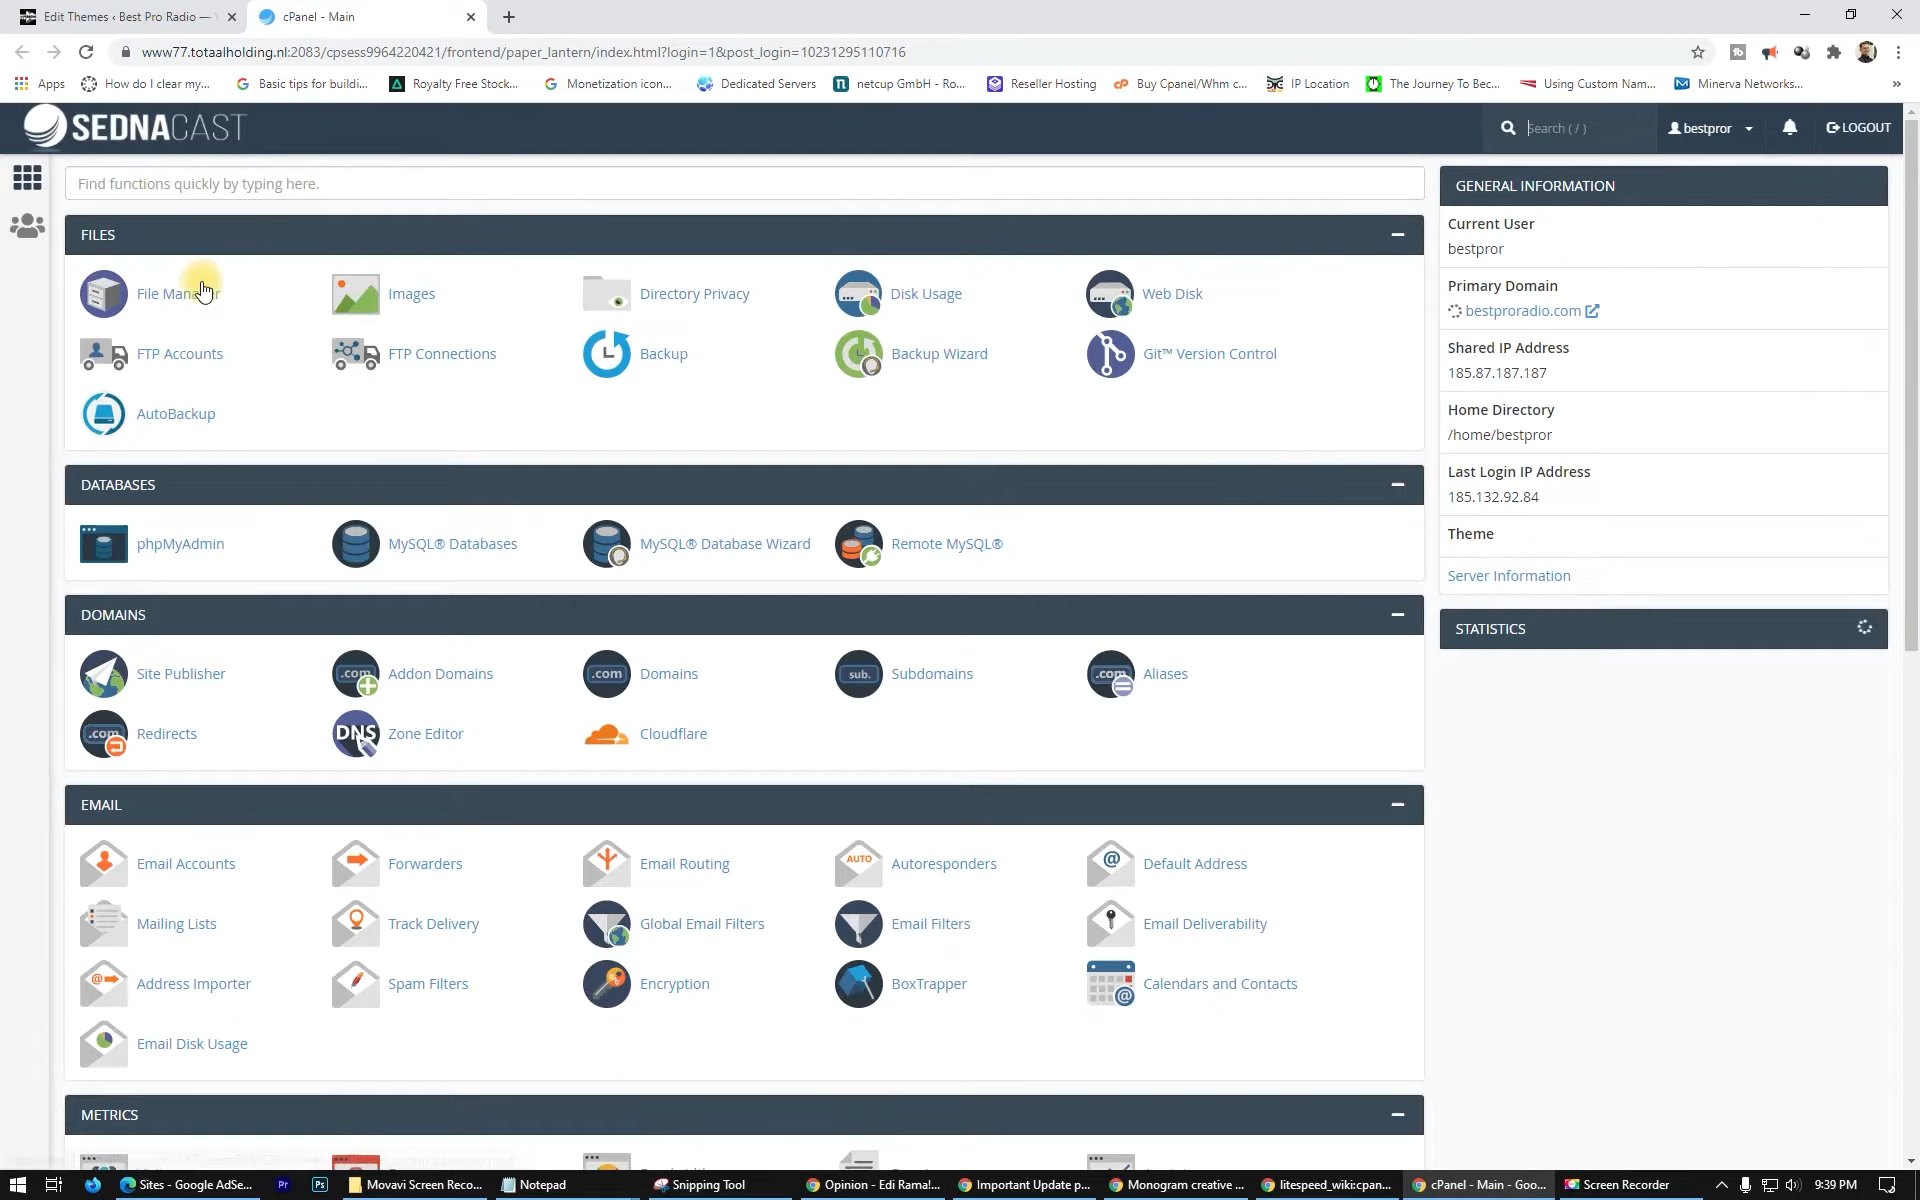 Edit Themes ‹ Best Pro Radio —
cPanel - Main
www77.totaalholding.nl:2083/cpsess9964220421/frontend/paper_lantern/index.html?login=1&post_login=10231295110716
Apps
How do I clear my...
Basic tips for buildi...
Royalty Free Stock...
Monetization icon...
Dedicated Servers
netcup GmbH - Ro...
Reseller Hosting
Buy Cpanel/Whm c...
IP Location
The Journey To Bec...
Using Custom Nam...
Minerva Networks...
SEDNACAST
Search ( / )
bestpror
LOGOUT
Find functions quickly by typing here.
FILES
File Manager
Images
Directory Privacy
Disk Usage
Web Disk
FTP Accounts
FTP Connections
Backup
Backup Wizard
Git™ Version Control
AutoBackup
DATABASES
phpMyAdmin
MySQL® Databases
MySQL® Database Wizard
Remote MySQL®
DOMAINS
Site Publisher
.com
Addon Domains
.com
Domains
sub.
Subdomains
.com
Aliases
.com
Redirects
DNS
Zone Editor
Cloudflare
EMAIL
Email Accounts
Forwarders
Email Routing
AUTO
Autoresponders
Default Address
Mailing Lists
Track Delivery
Global Email Filters
Email Filters
Email Deliverability
Address Importer
Spam Filters
Encryption
BoxTrapper
Calendars and Contacts
Email Disk Usage
METRICS
GENERAL INFORMATION
Current User
bestpror
Primary Domain
bestproradio.com
Shared IP Address
185.87.187.187
Home Directory
/home/bestpror
Last Login IP Address
185.132.92.84
Theme
Server Information
STATISTICS
Sites - Google AdSe...
Pr
Ps
Movavi Screen Reco...
Notepad
Snipping Tool
Opinion - Edi Rama!...
Important Update p...
Monogram creative ...
litespeed_wiki:cpan...
cPanel - Main - Goo...
Screen Recorder
9:39 PM